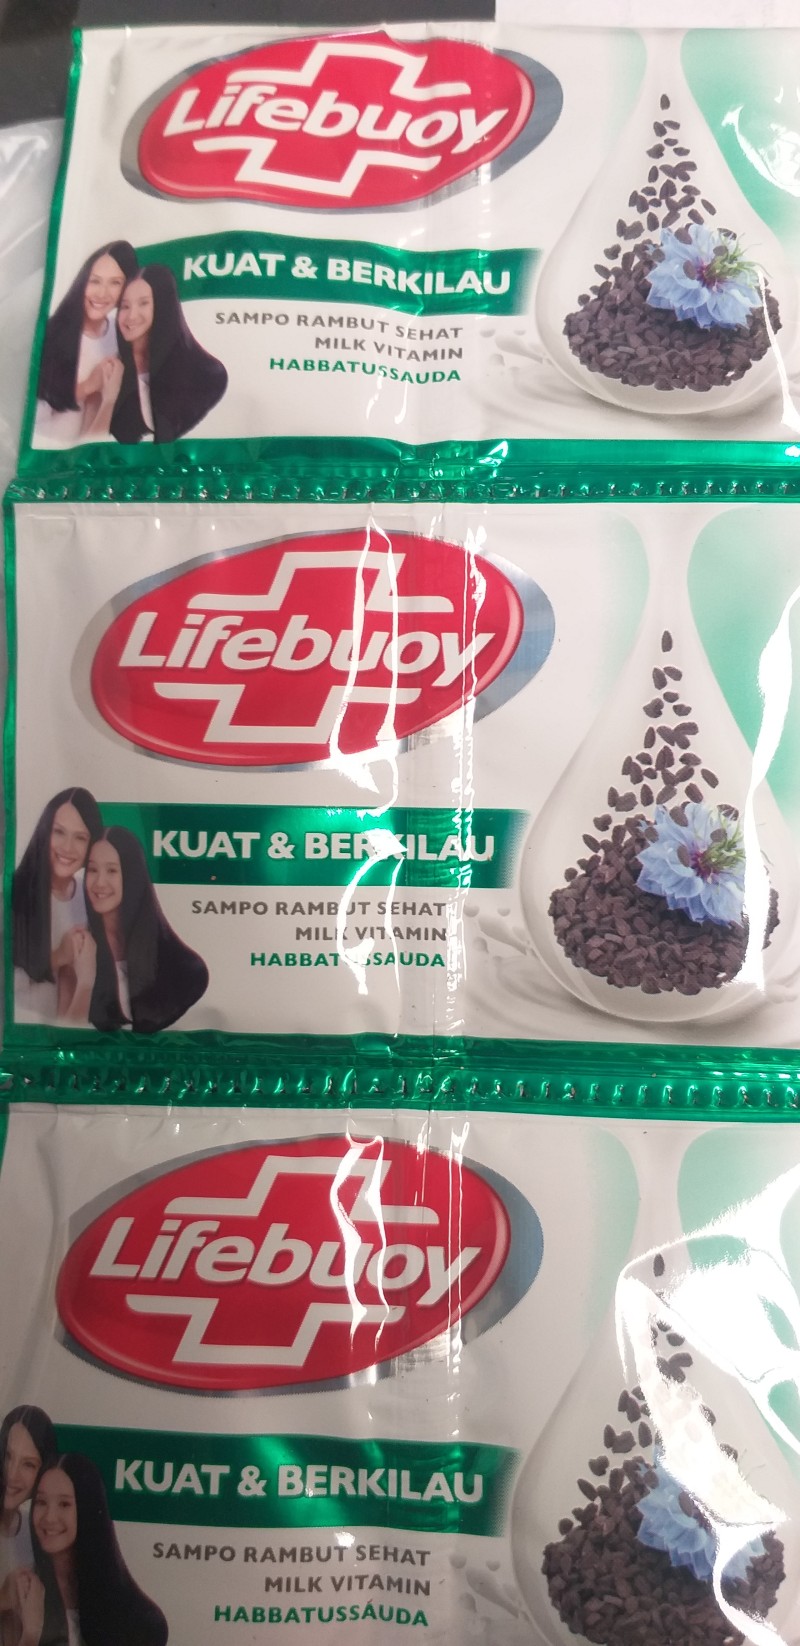 Lifebuoy
KUAT & BERKILAU
SAMPO RAMBUT SEHAT
MILK VITAMIN
HABBATUSSAUDA
Lifebuoy
KUAT & BERKILAU
SAMPO RAMBUT SEHAT
MILK VITAMIN
HABBATUSSAUDA
Lifebuoy
KUAT & BERKILAU
SAMPO RAMBUT SEHAT
MILK VITAMIN
HABBATUSSAUDA